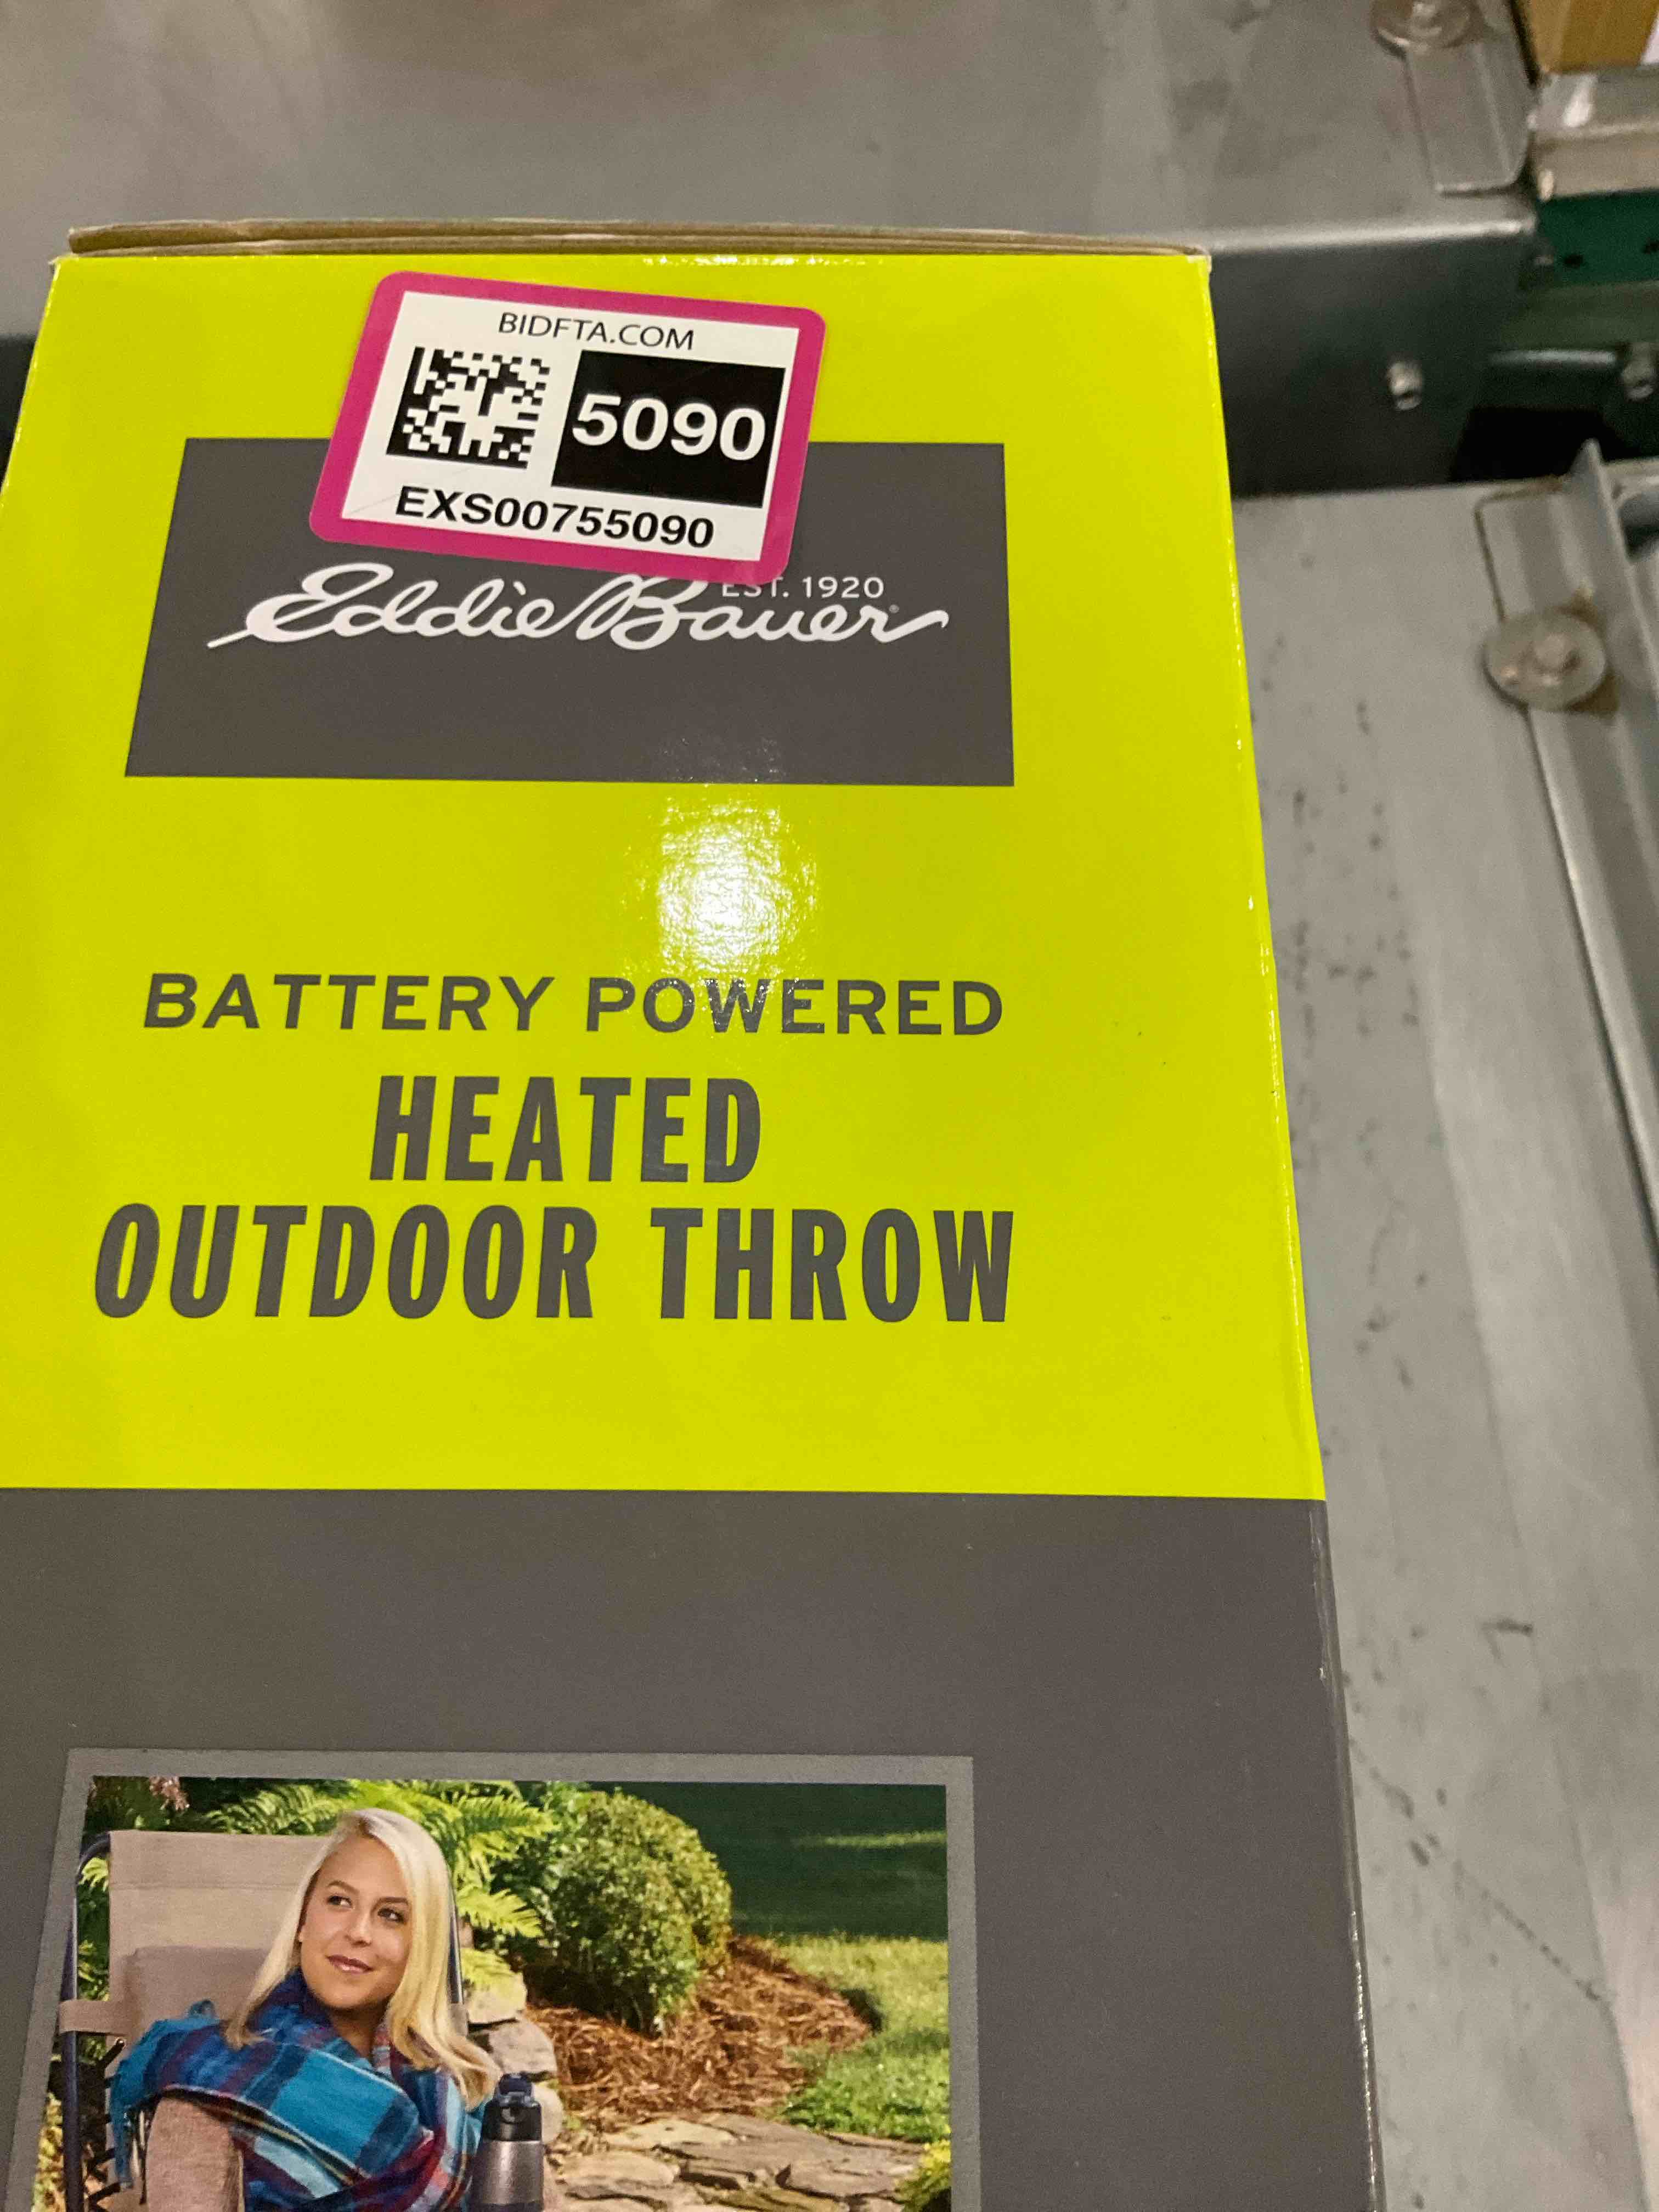 BIDFTA.COM
5090
EXS00755090
EST. 1920
Eddie Bauer®
BATTERY POWERED
HEATED
OUTDOOR THROW